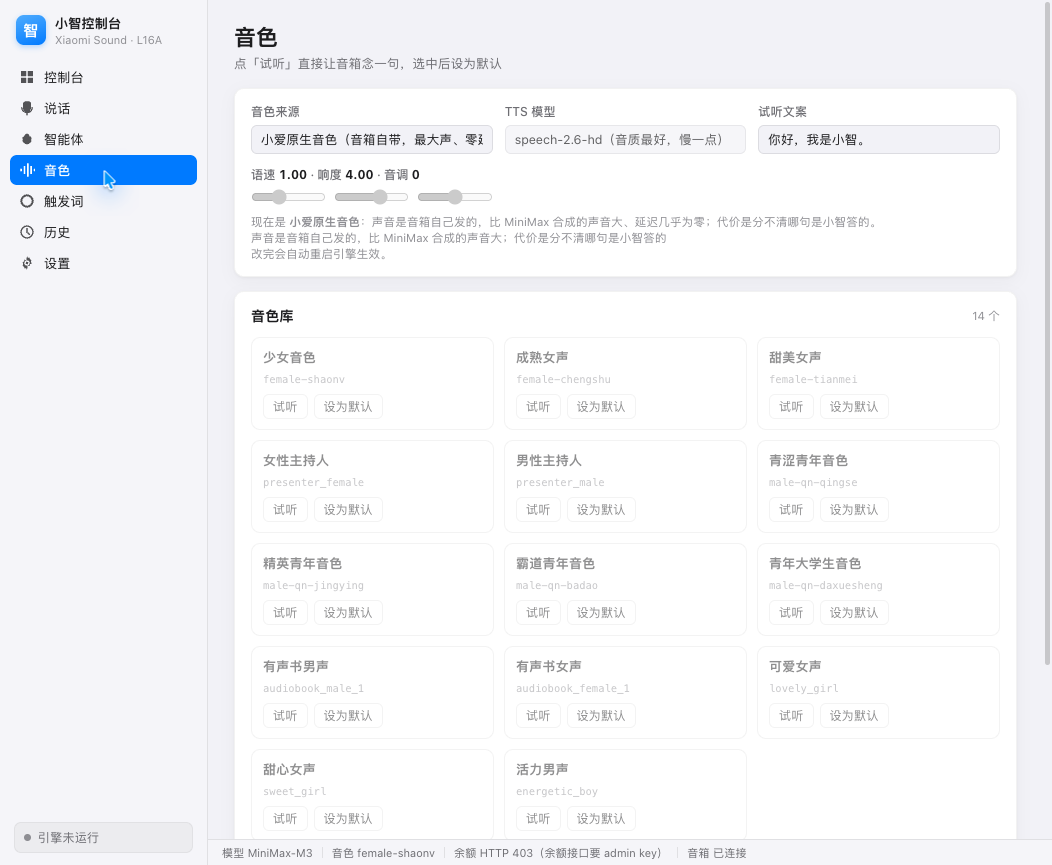 智
小智控制台
Xiaomi Sound · L16A
控制台
说话
智能体
音色
触发词
历史
设置
引擎未运行
音色
点「试听」直接让音箱念一句，选中后设为默认
音色来源
TTS 模型
试听文案
小爱原生音色（音箱自带，最大声、零
speech-2.6-hd（音质最好，慢一点）
你好，我是小智。
语速 1.00 · 响度 4.00 · 音调 0
现在是 小爱原生音色：声音是音箱自己发的，比 MiniMax 合成的声音大、延迟几乎为零；代价是分不清哪句是小智答的。
声音是音箱自己发的，比 MiniMax 合成的声音大；代价是分不清哪句是小智答的
改完会自动重启引擎生效。
音色库
14 个
少女音色
female-shaonv
试听
设为默认
成熟女声
female-chengshu
试听
设为默认
甜美女声
female-tianmei
试听
设为默认
女性主持人
presenter_female
试听
设为默认
男性主持人
presenter_male
试听
设为默认
青涩青年音色
male-qn-qingse
试听
设为默认
精英青年音色
male-qn-jingying
试听
设为默认
霸道青年音色
male-qn-badao
试听
设为默认
青年大学生音色
male-qn-daxuesheng
试听
设为默认
有声书男声
audiobook_male_1
试听
设为默认
有声书女声
audiobook_female_1
试听
设为默认
可爱女声
lovely_girl
试听
设为默认
甜心女声
sweet_girl
试听
设为默认
活力男声
energetic_boy
试听
设为默认
模型 MiniMax-M3
音色 female-shaonv
余额 HTTP 403（余额接口要 admin key）
音箱 已连接